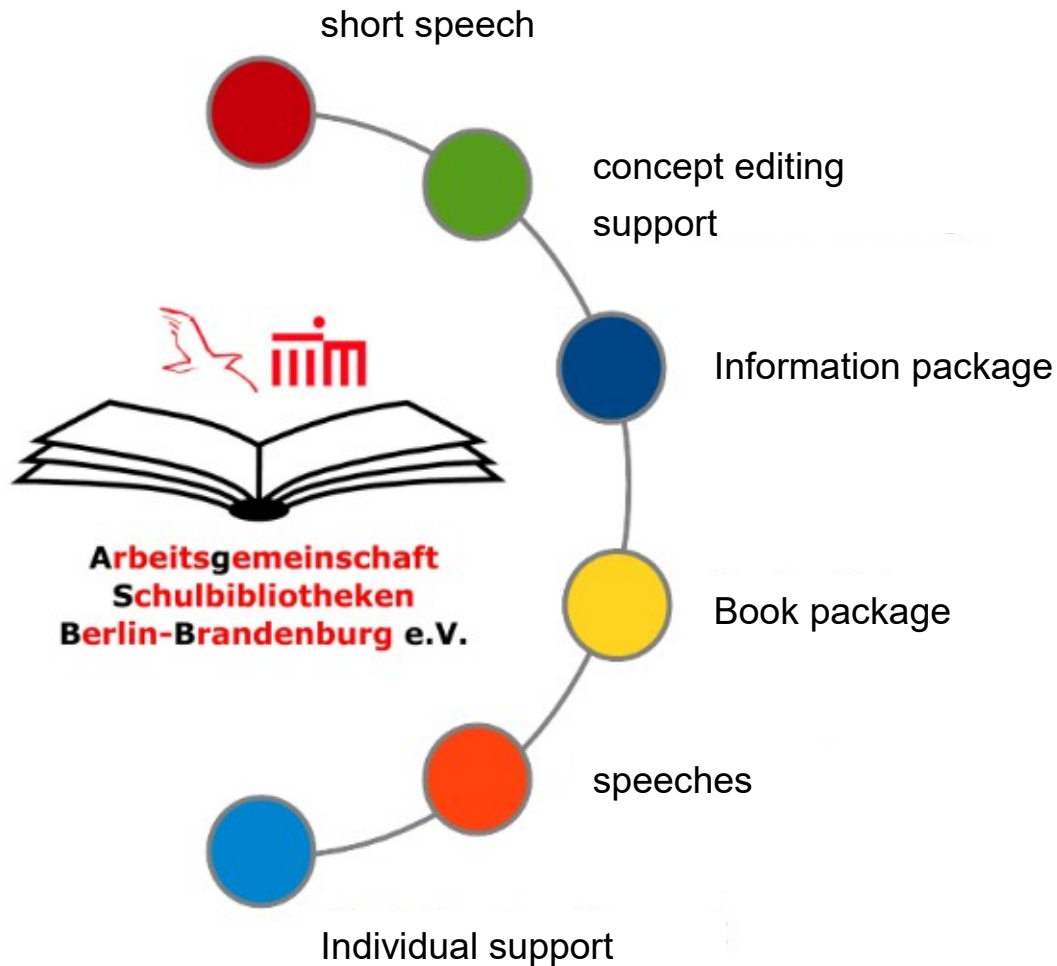 short speech
concept editing
support
Information package
Arbeitsgemeinschaft
Schulbibliotheken
Berlin-Brandenburg e.V.
Book package
speeches
Individual support